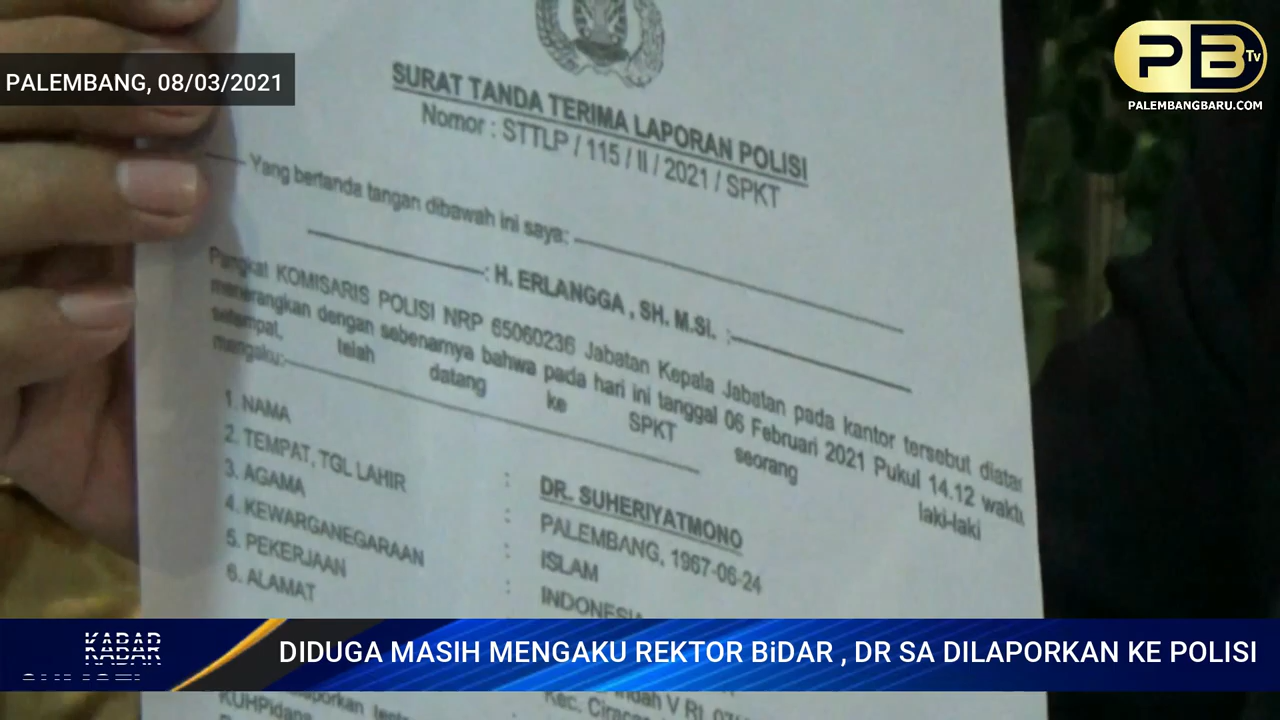 PALEMBANG, 08/03/2021
PB Tv
PALEMBANGBARU.COM
SURAT TANDA TERIMA LAPORAN POLISI
Nomor : STTLP / 115 / II / 2021 / SPKT
Yang bertanda tangan dibawah ini saya:
: H. ERLANGGA , SH. M.SI. :
Pangkat KOMISARIS POLISI NRP 65060236 Jabatan Kepala Jabatan pada kantor tersebut diatar
menerangkan dengan sebenarnya bahwa pada hari ini tanggal 06 Februari 2021 Pukul 14.12 wakt
setempat, telah datang ke SPKT seorang laki-laki
mengaku:
1. NAMA : DR. SUHERIYATMONO
2. TEMPAT, TGL LAHIR : PALEMBANG, 1967-06-24
3. AGAMA : ISLAM
4. KEWARGANEGARAAN : INDONESIA
5. PEKERJAAN
6. ALAMAT
KABAR
DIDUGA MASIH MENGAKU REKTOR BiDAR , DR SA DILAPORKAN KE POLISI
KUHPidana